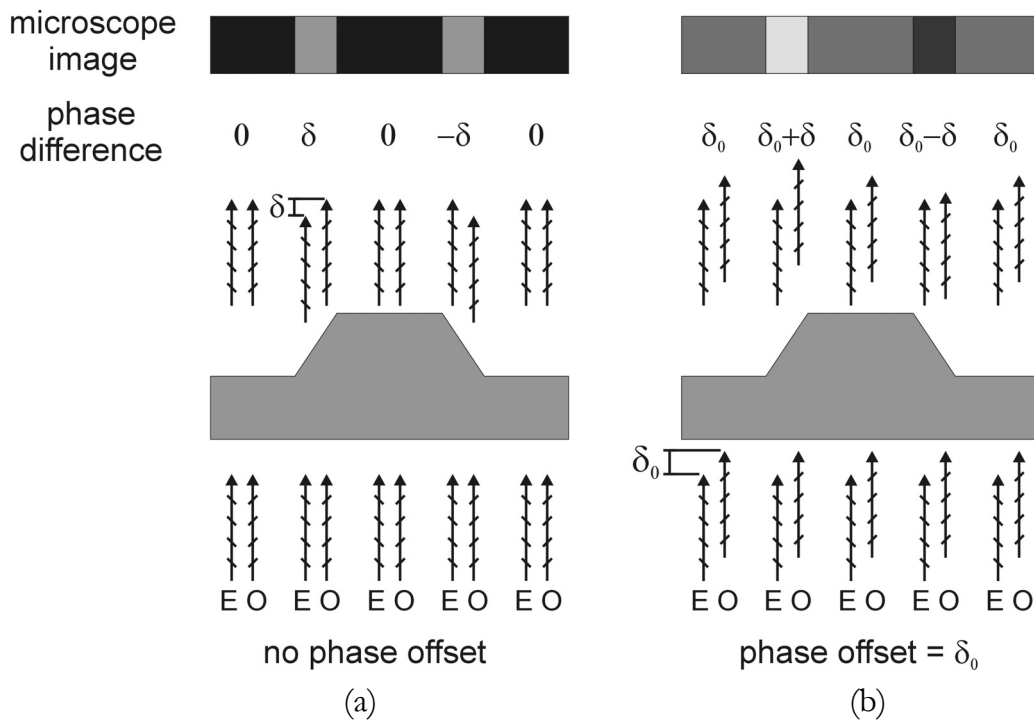 microscope
image
phase
difference
0 δ 0 −δ 0
δ₀ δ₀+δ δ₀ δ₀−δ δ₀
δ
δ₀
E O E O E O E O E O
E O E O E O E O E O
no phase offset
phase offset = δ₀
(a)
(b)